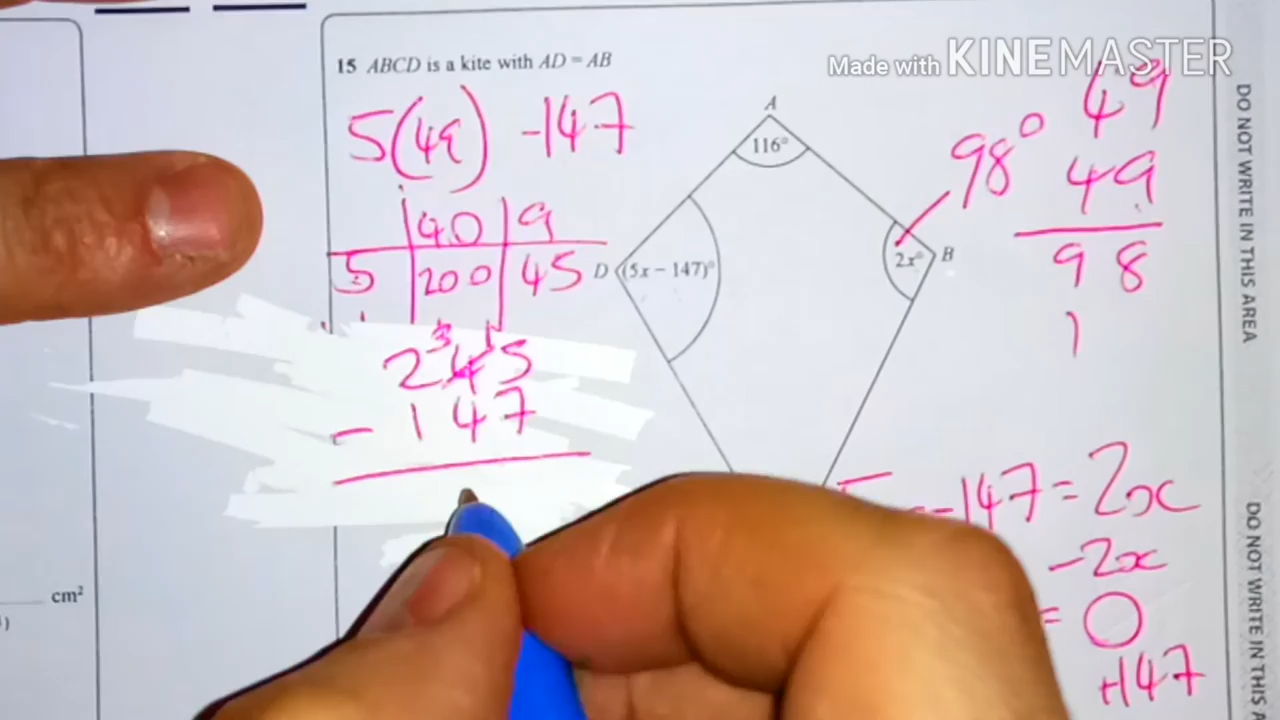 15 ABCD is a kite with AD = AB
Made with KINEMASTER
5(49) -147
40 9
5 200 45
3 1
245
- 147
A
116°
D (5x – 147)°
2x° B
98°
49
49
98
1
-147 = 2x
-2x
= 0
+147
cm²
)
DO NOT WRITE IN THIS AREA
DO NOT WRITE IN THIS A